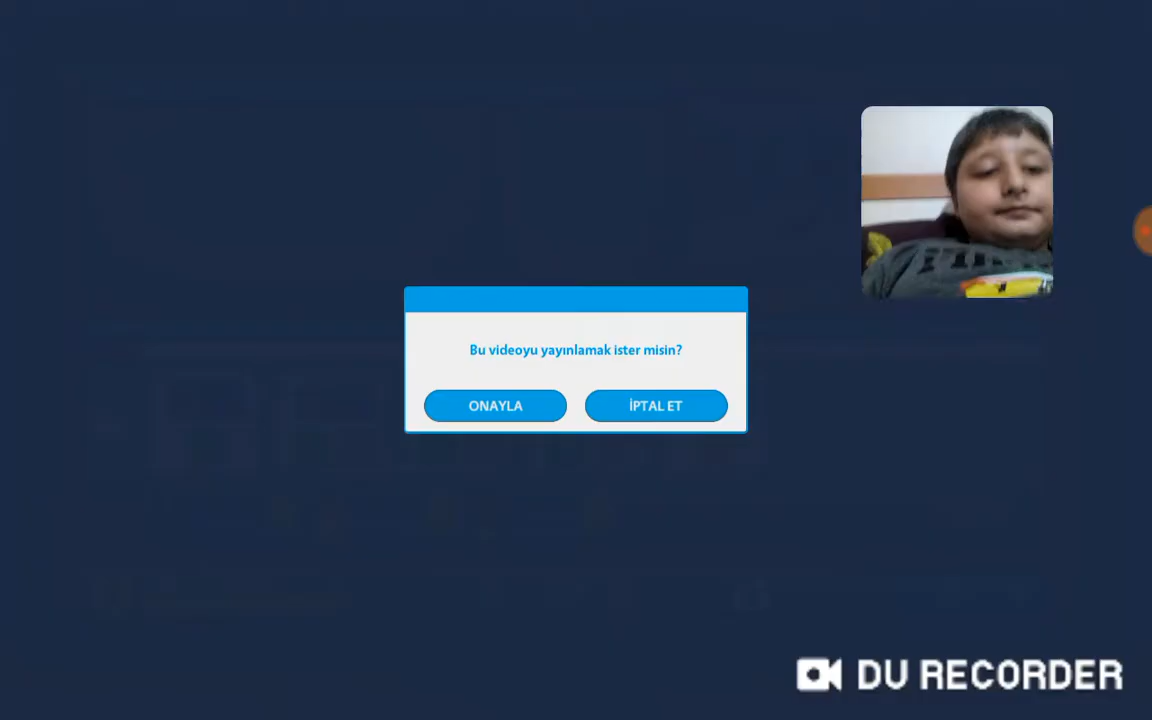 Bu videoyu yayınlamak ister misin?
ONAYLA
İPTAL ET
DU RECORDER